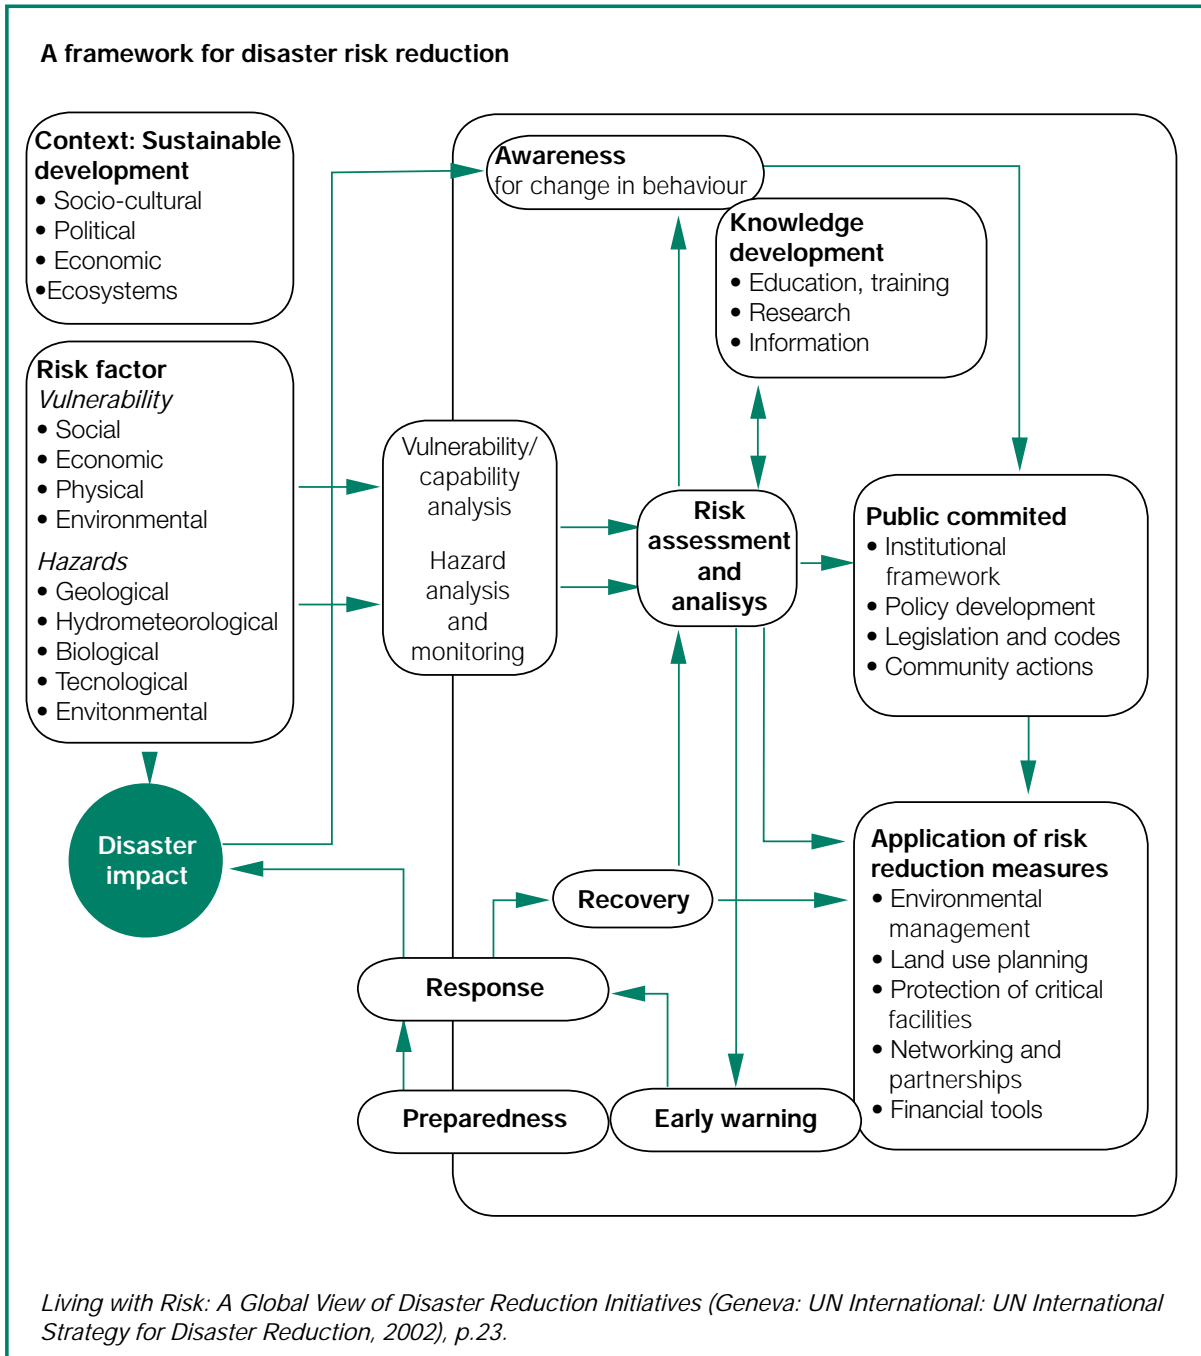 A framework for disaster risk reduction
Context: Sustainable
development
• Socio-cultural
• Political
• Economic
•Ecosystems
Risk factor
Vulnerability
• Social
• Economic
• Physical
• Environmental
Hazards
• Geological
• Hydrometeorological
• Biological
• Tecnological
• Envitonmental
Disaster
impact
Awareness
for change in behaviour
Knowledge
development
• Education, training
• Research
• Information
Vulnerability/
capability
analysis
Hazard
analysis
and
monitoring
Risk
assessment
and
analisys
Public commited
• Institutional
framework
• Policy development
• Legislation and codes
• Community actions
Application of risk
reduction measures
• Environmental
management
• Land use planning
• Protection of critical
facilities
• Networking and
partnerships
• Financial tools
Recovery
Response
Preparedness
Early warning
Living with Risk: A Global View of Disaster Reduction Initiatives (Geneva: UN International: UN International
Strategy for Disaster Reduction, 2002), p.23.